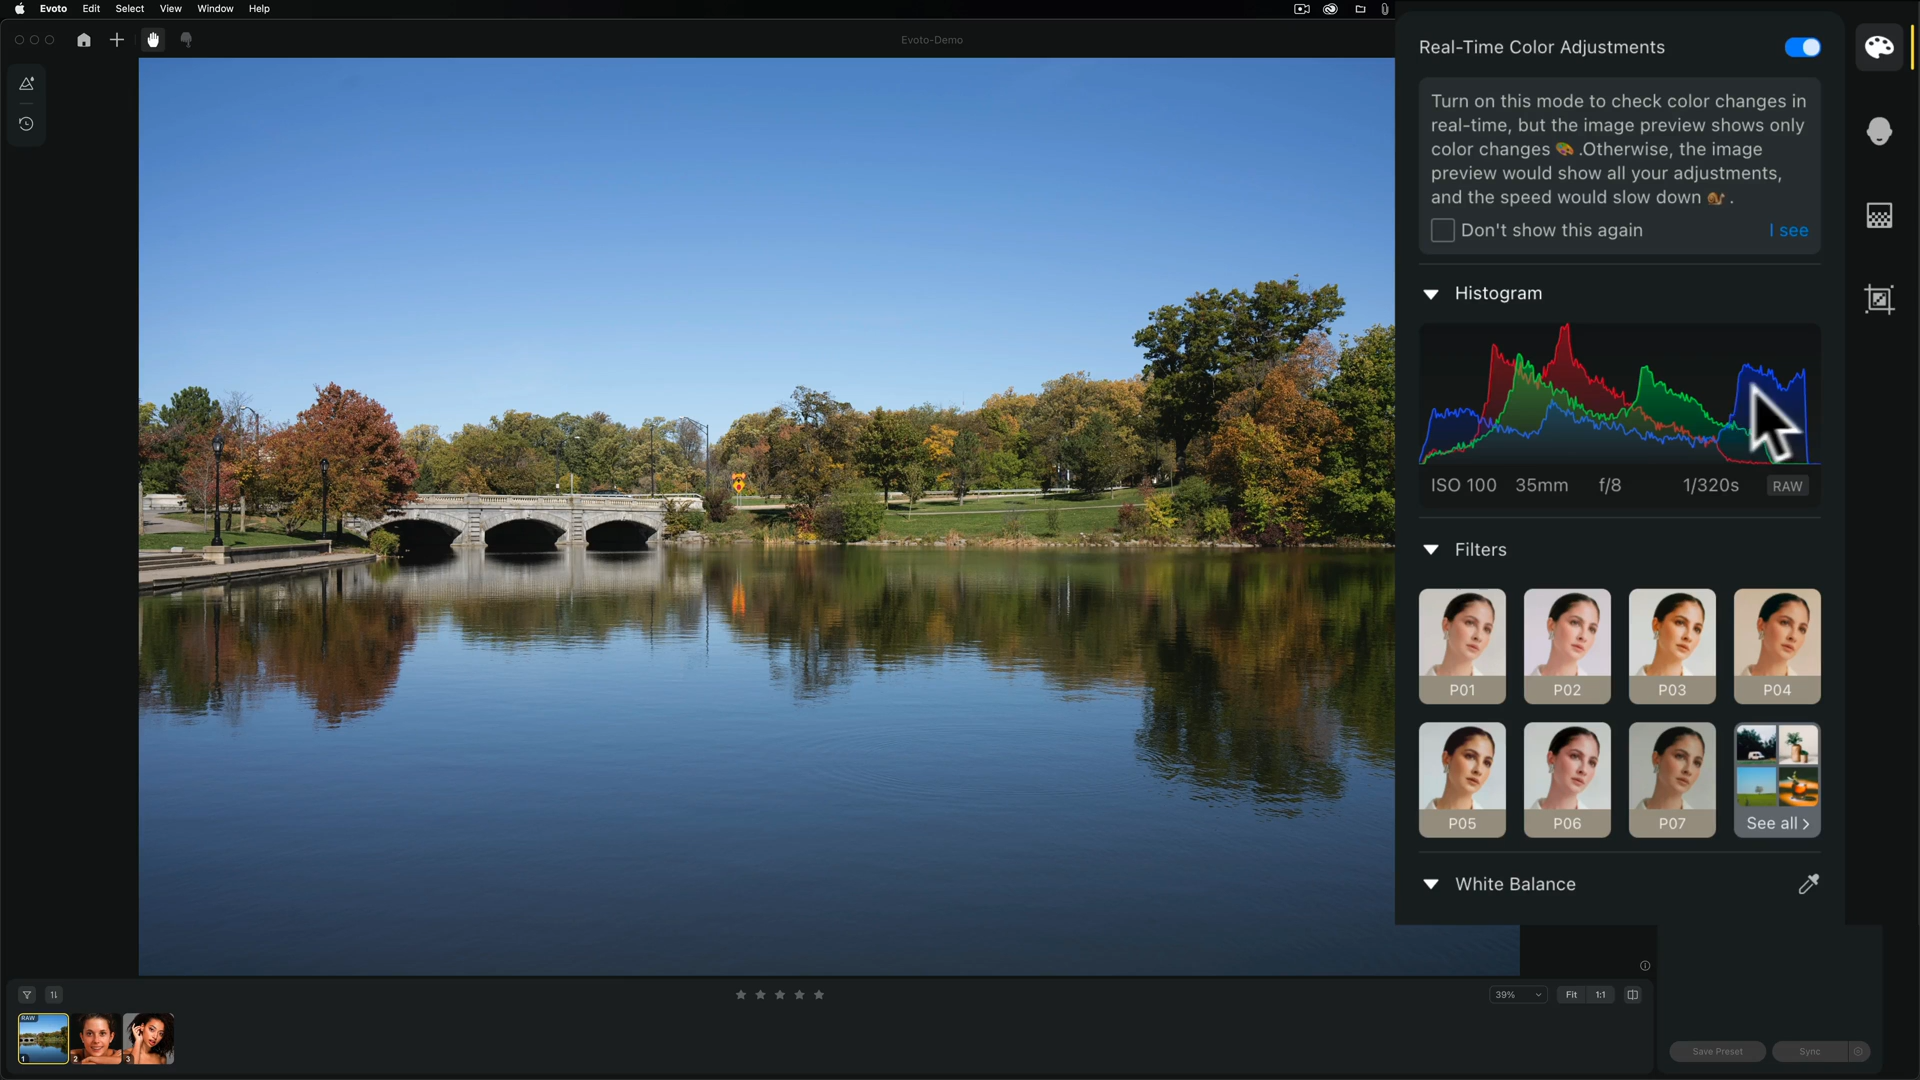 Evoto Edit Select View Window Help
Evoto-Demo
Real-Time Color Adjustments
Turn on this mode to check color changes in
real-time, but the image preview shows only
color changes 🎨 .Otherwise, the image
preview would show all your adjustments,
and the speed would slow down 🐌 .
Don't show this again I see
Histogram
ISO 100 35mm f/8 1/320s RAW
Filters
P01 P02 P03 P04
P05 P06 P07 See all >
White Balance
39% Fit 1:1
RAW
1 2 3
Save Preset Sync